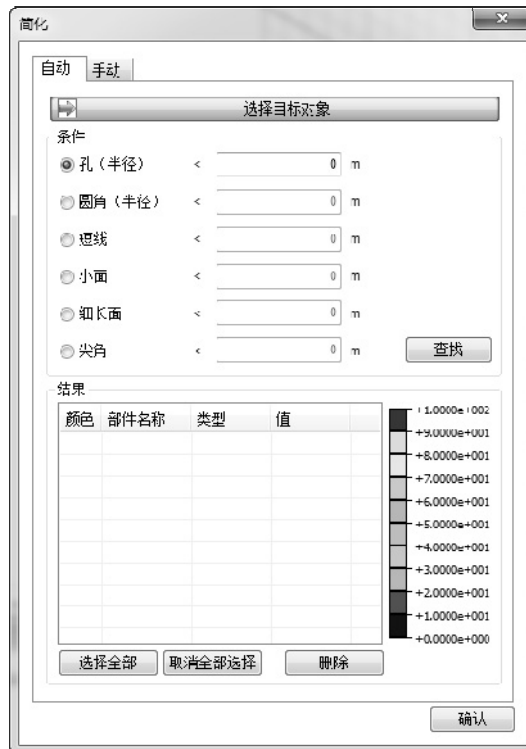 简化
自动 手动
选择目标对象
条件
孔（半径） < 0 m
圆角（半径） < 0 m
短线 < 0 m
小面 < 0 m
细长面 < 0 m
尖角 < 0 m 查找
结果
颜色 部件名称 类型 值
+1.0000e+002
+9.0000e+001
+8.0000e+001
+7.0000e+001
+6.0000e+001
+5.0000e+001
+4.0000e+001
+3.0000e+001
+2.0000e+001
+1.0000e+001
+0.0000e+000
选择全部 取消全部选择 删除
确认